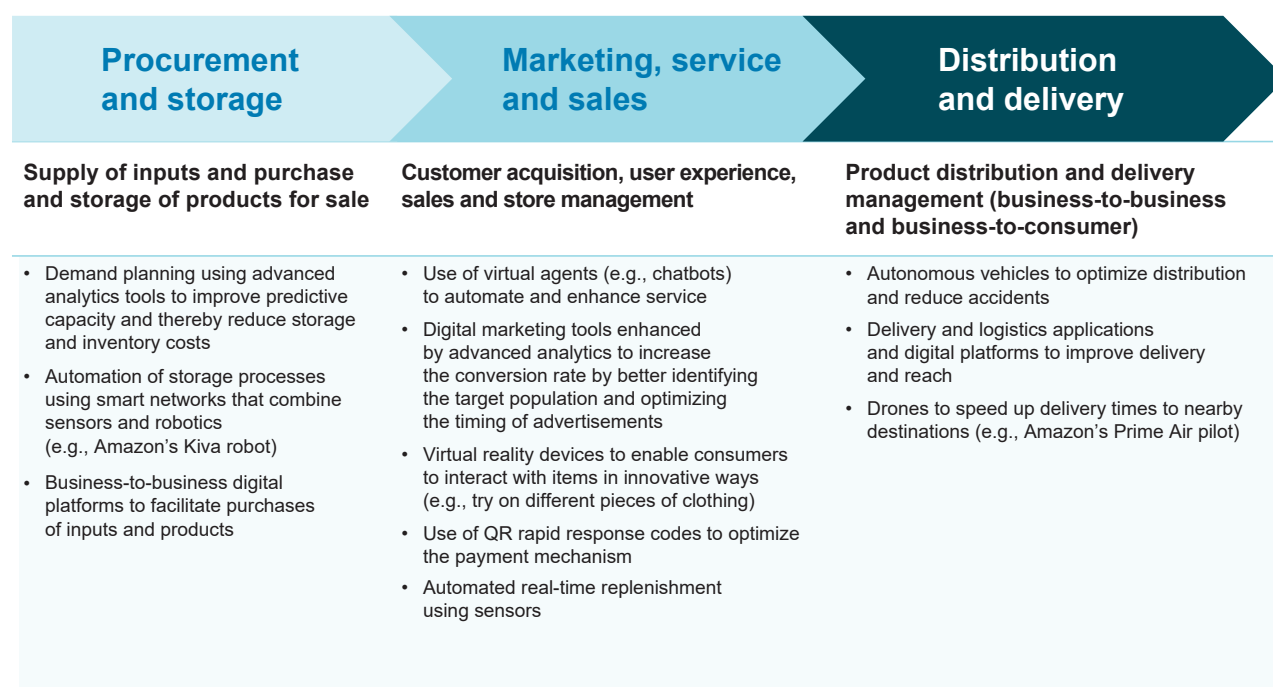 Procurement
and storage
Marketing, service
and sales
Distribution
and delivery
Supply of inputs and purchase
and storage of products for sale
Customer acquisition, user experience,
sales and store management
Product distribution and delivery
management (business-to-business
and business-to-consumer)
• Demand planning using advanced
analytics tools to improve predictive
capacity and thereby reduce storage
and inventory costs
• Automation of storage processes
using smart networks that combine
sensors and robotics
(e.g., Amazon’s Kiva robot)
• Business-to-business digital
platforms to facilitate purchases
of inputs and products
• Use of virtual agents (e.g., chatbots)
to automate and enhance service
• Digital marketing tools enhanced
by advanced analytics to increase
the conversion rate by better identifying
the target population and optimizing
the timing of advertisements
• Virtual reality devices to enable consumers
to interact with items in innovative ways
(e.g., try on different pieces of clothing)
• Use of QR rapid response codes to optimize
the payment mechanism
• Automated real-time replenishment
using sensors
• Autonomous vehicles to optimize distribution
and reduce accidents
• Delivery and logistics applications
and digital platforms to improve delivery
and reach
• Drones to speed up delivery times to nearby
destinations (e.g., Amazon’s Prime Air pilot)